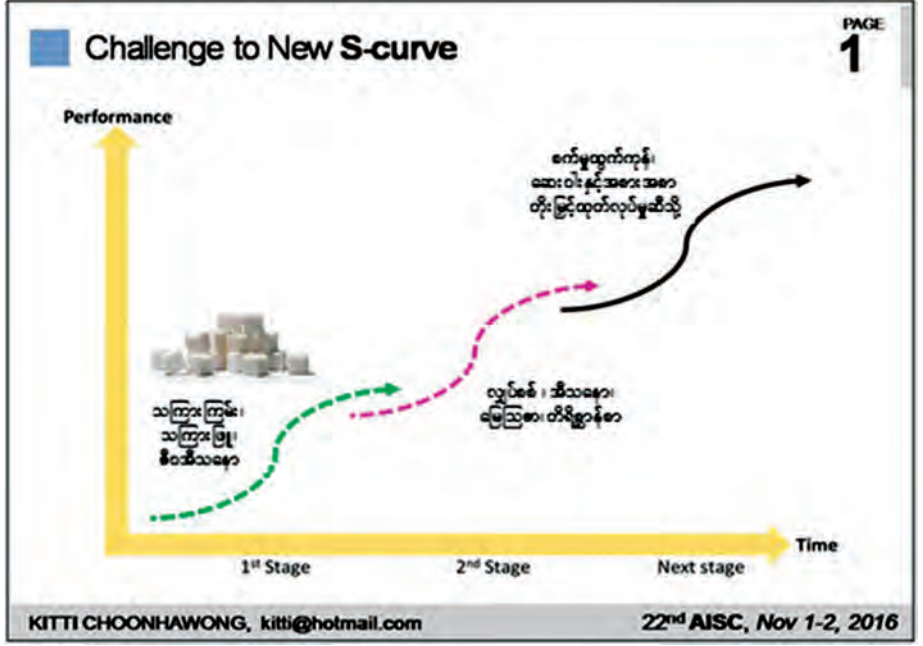 Challenge to New S-curve
PAGE
1
Performance
စက်မှုထွက်ကုန်၊
ဆေးဝါးနှင့်အစားအစာ
တိုးမြှင့်ထုတ်လုပ်မှုဆီသို့
သကြားကြမ်း၊
သကြားဖြူ၊
ဇီဝအီသနော
လျှပ်စစ် ၊ အီသနော၊
မြေသြဇာ၊ တိရိစ္ဆာန်စာ
Time
1st Stage
2nd Stage
Next stage
KITTI CHOONHAWONG, kitti@hotmail.com
22nd AISC, Nov 1-2, 2016